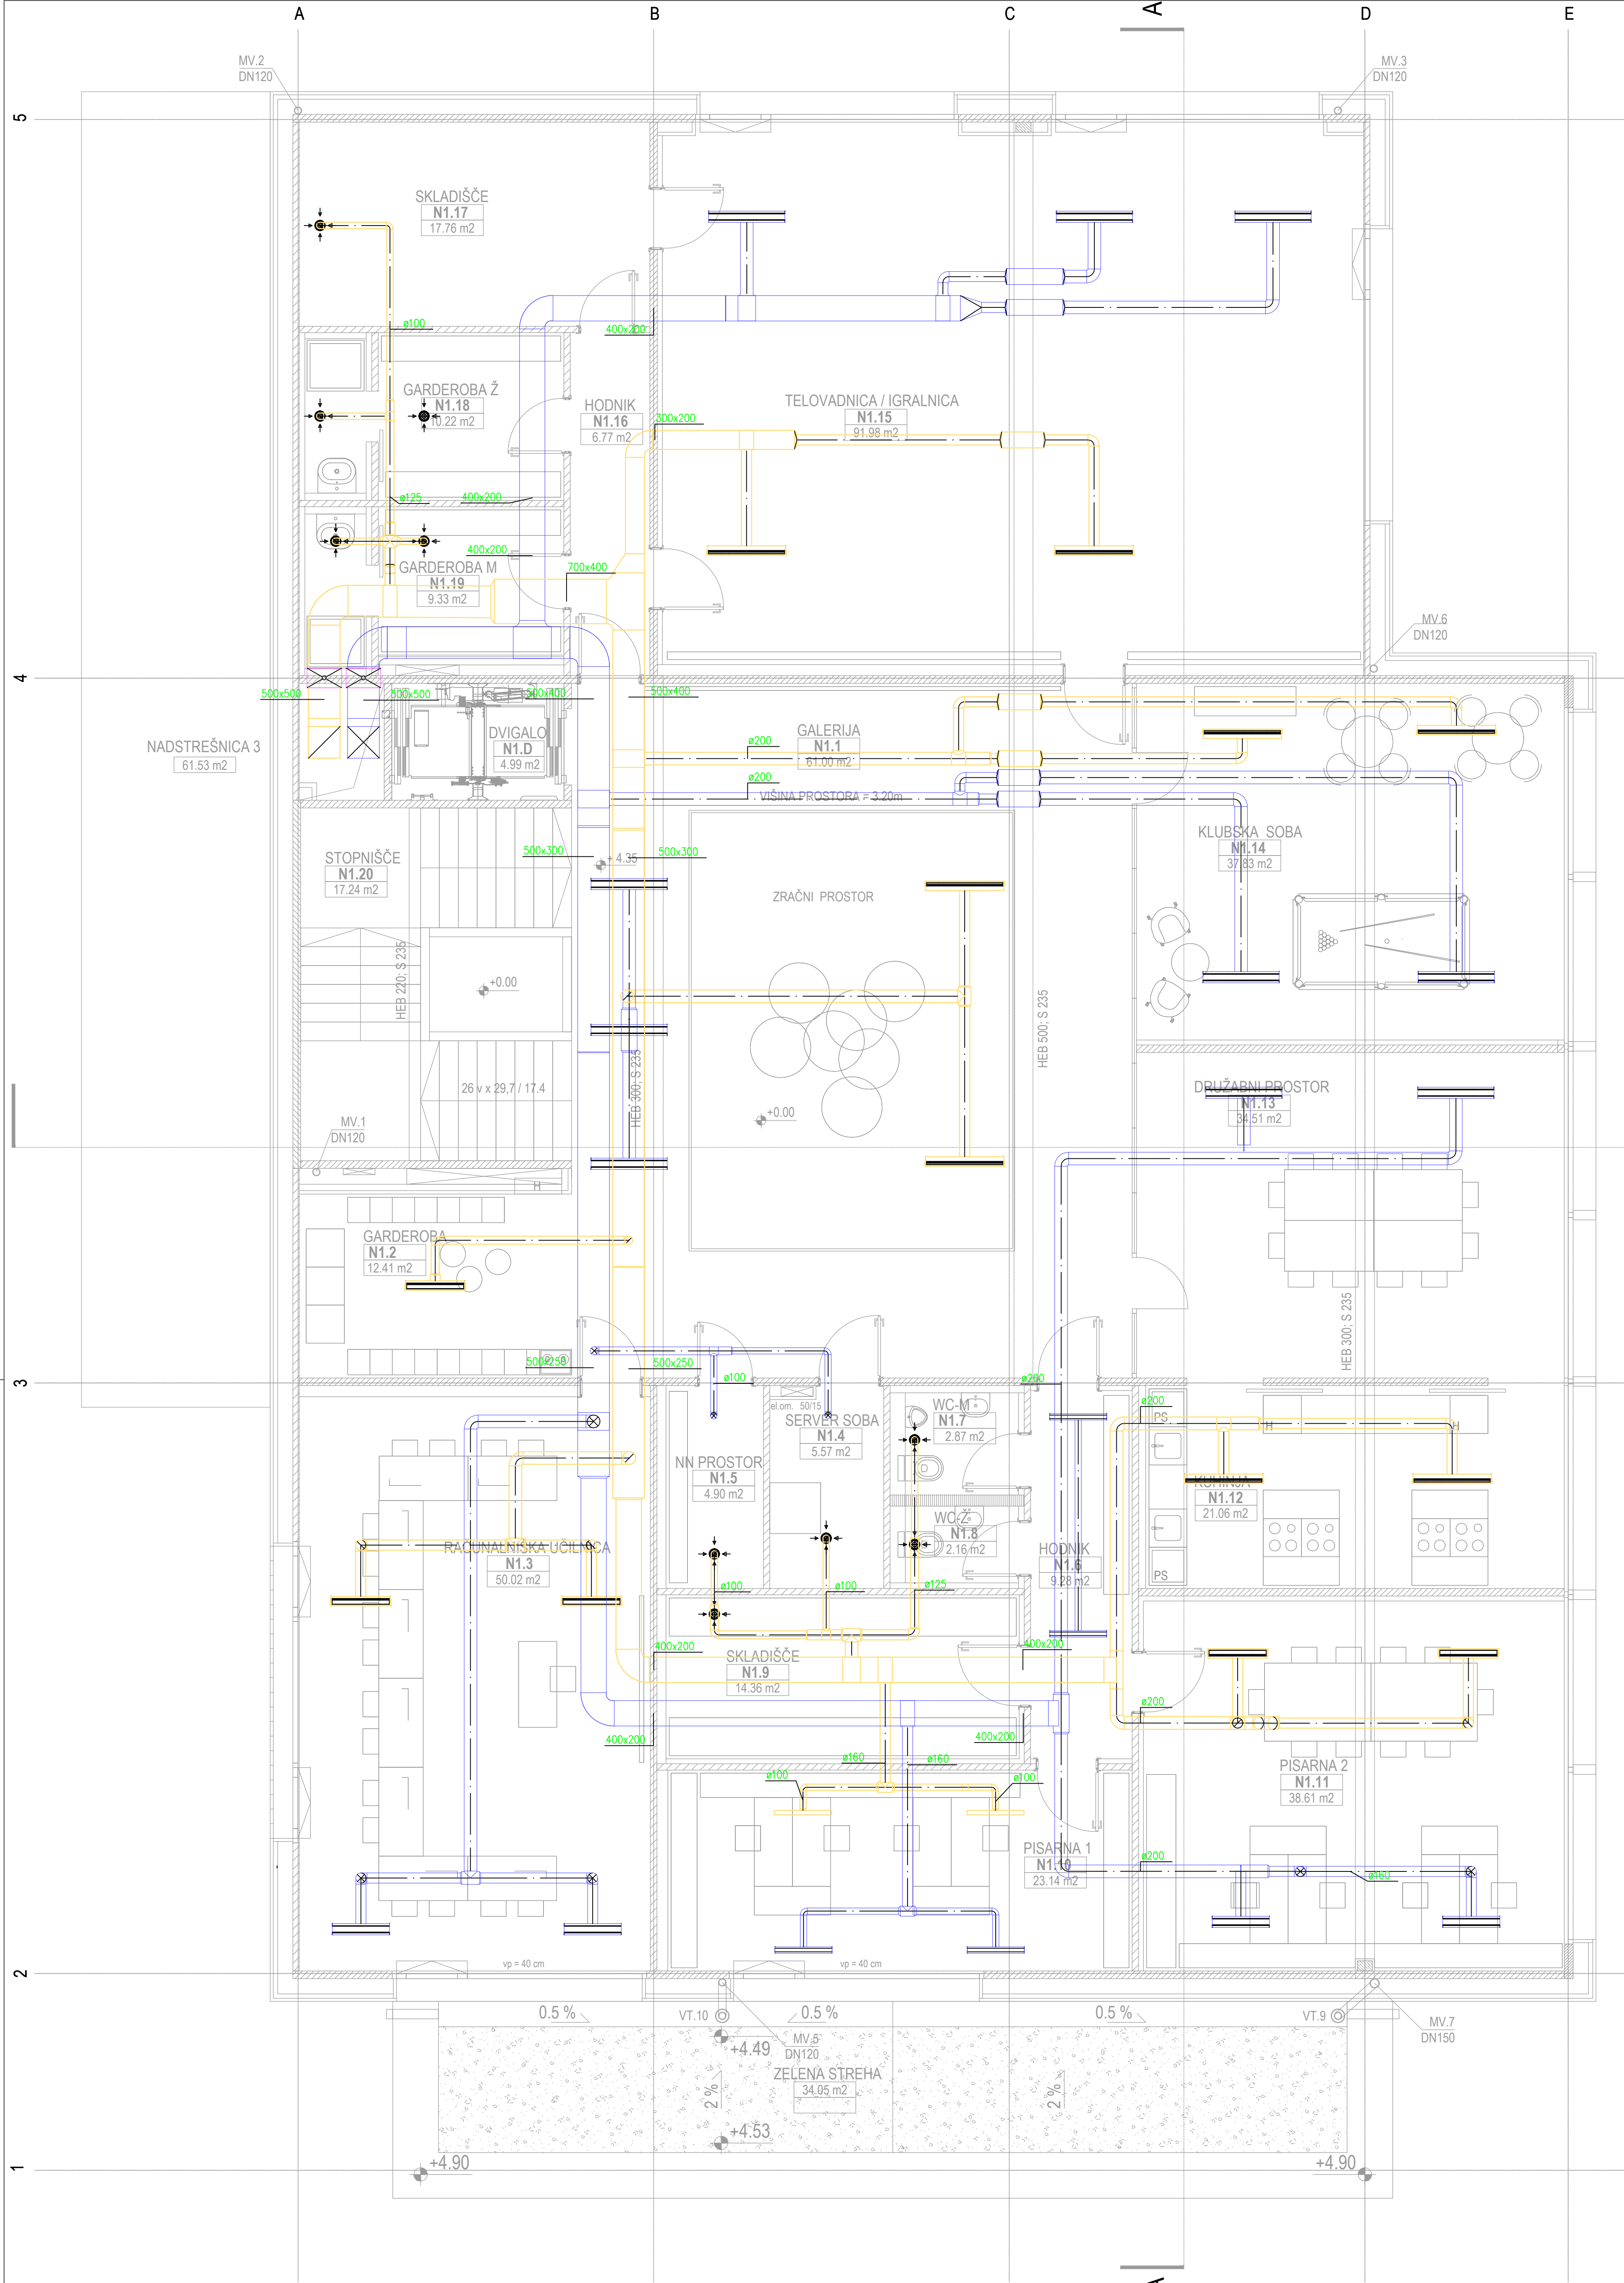 A
B
C
A
D
E
MV.2
DN120
MV.3
DN120
5
SKLADIŠČE
N1.17
17.76 m2
ø100
400x200
GARDEROBA Ž
N1.18
10.22 m2
HODNIK
N1.16
6.77 m2
300x200
TELOVADNICA / IGRALNICA
N1.15
91.98 m2
ø125
400x200
400x200
GARDEROBA M
N1.19
9.33 m2
700x400
MV.6
DN120
4
500x500
500x500
500x400
500x400
NADSTREŠNICA 3
61.53 m2
DVIGALO
N1.D
4.99 m2
ø200
GALERIJA
N1.1
61.00 m2
ø200
VIŠINA PROSTORA = 3.20m
KLUBSKA SOBA
N1.14
37.83 m2
STOPNIŠČE
N1.20
17.24 m2
500x300
+ 4.35
500x300
ZRAČNI PROSTOR
HEB 220; S 235
+0.00
HEB 500; S 235
HEB 300; S 235
26 v x 29,7 / 17.4
DRUŽABNI PROSTOR
N1.13
34.51 m2
+0.00
MV.1
DN120
H
GARDEROBA
N1.2
12.41 m2
HEB 300; S 235
500x250
500x250
3
ø100
ø200
ø200
el.om. 50/15
SERVER SOBA
N1.4
5.57 m2
WC-M
N1.7
2.87 m2
PS
H
H
NN PROSTOR
N1.5
4.90 m2
KUHINJA
N1.12
21.06 m2
WC-Ž
N1.8
2.16 m2
RAČUNALNIŠKA UČILNICA
N1.3
50.02 m2
HODNIK
N1.6
9.28 m2
PS
ø100
ø100
ø125
400x200
400x200
SKLADIŠČE
N1.9
14.36 m2
ø200
400x200
400x200
ø160
ø160
ø100
ø100
PISARNA 2
N1.11
38.61 m2
PISARNA 1
N1.10
23.14 m2
ø200
ø160
vp = 40 cm
vp = 40 cm
2
0.5 %
VT.10
0.5 %
0.5 %
VT.9
MV.5
DN120
MV.7
DN150
+4.49
ZELENA STREHA
34.05 m2
2 %
2 %
+4.53
1
+4.90
+4.90
A